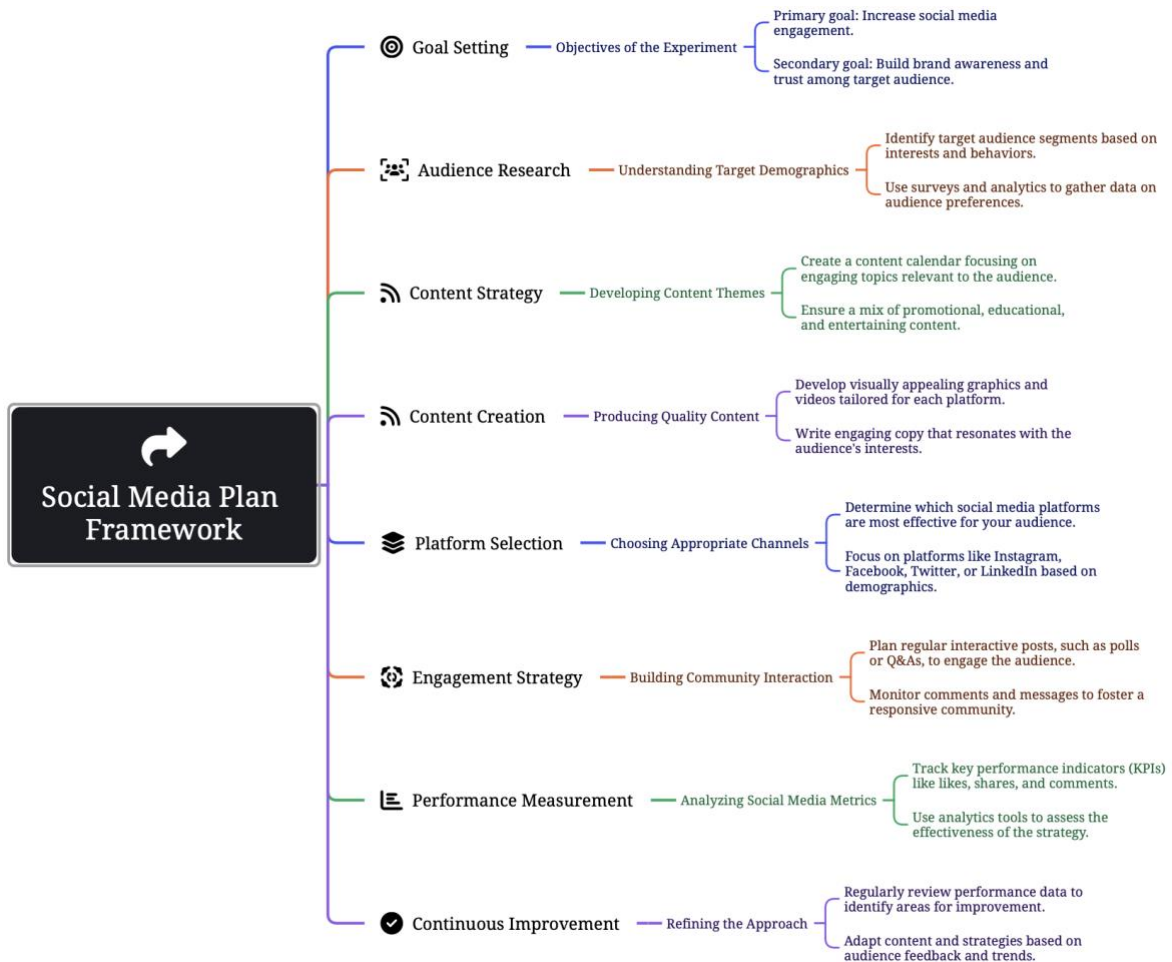 Social Media Plan
Framework
Goal Setting
Objectives of the Experiment
Primary goal: Increase social media
engagement.
Secondary goal: Build brand awareness and
trust among target audience.
Audience Research
Understanding Target Demographics
Identify target audience segments based on
interests and behaviors.
Use surveys and analytics to gather data on
audience preferences.
Content Strategy
Developing Content Themes
Create a content calendar focusing on
engaging topics relevant to the audience.
Ensure a mix of promotional, educational,
and entertaining content.
Content Creation
Producing Quality Content
Develop visually appealing graphics and
videos tailored for each platform.
Write engaging copy that resonates with the
audience's interests.
Platform Selection
Choosing Appropriate Channels
Determine which social media platforms
are most effective for your audience.
Focus on platforms like Instagram,
Facebook, Twitter, or LinkedIn based on
demographics.
Engagement Strategy
Building Community Interaction
Plan regular interactive posts, such as polls
or Q&As, to engage the audience.
Monitor comments and messages to foster a
responsive community.
Performance Measurement
Analyzing Social Media Metrics
Track key performance indicators (KPIs)
like likes, shares, and comments.
Use analytics tools to assess the
effectiveness of the strategy.
Continuous Improvement
Refining the Approach
Regularly review performance data to
identify areas for improvement.
Adapt content and strategies based on
audience feedback and trends.